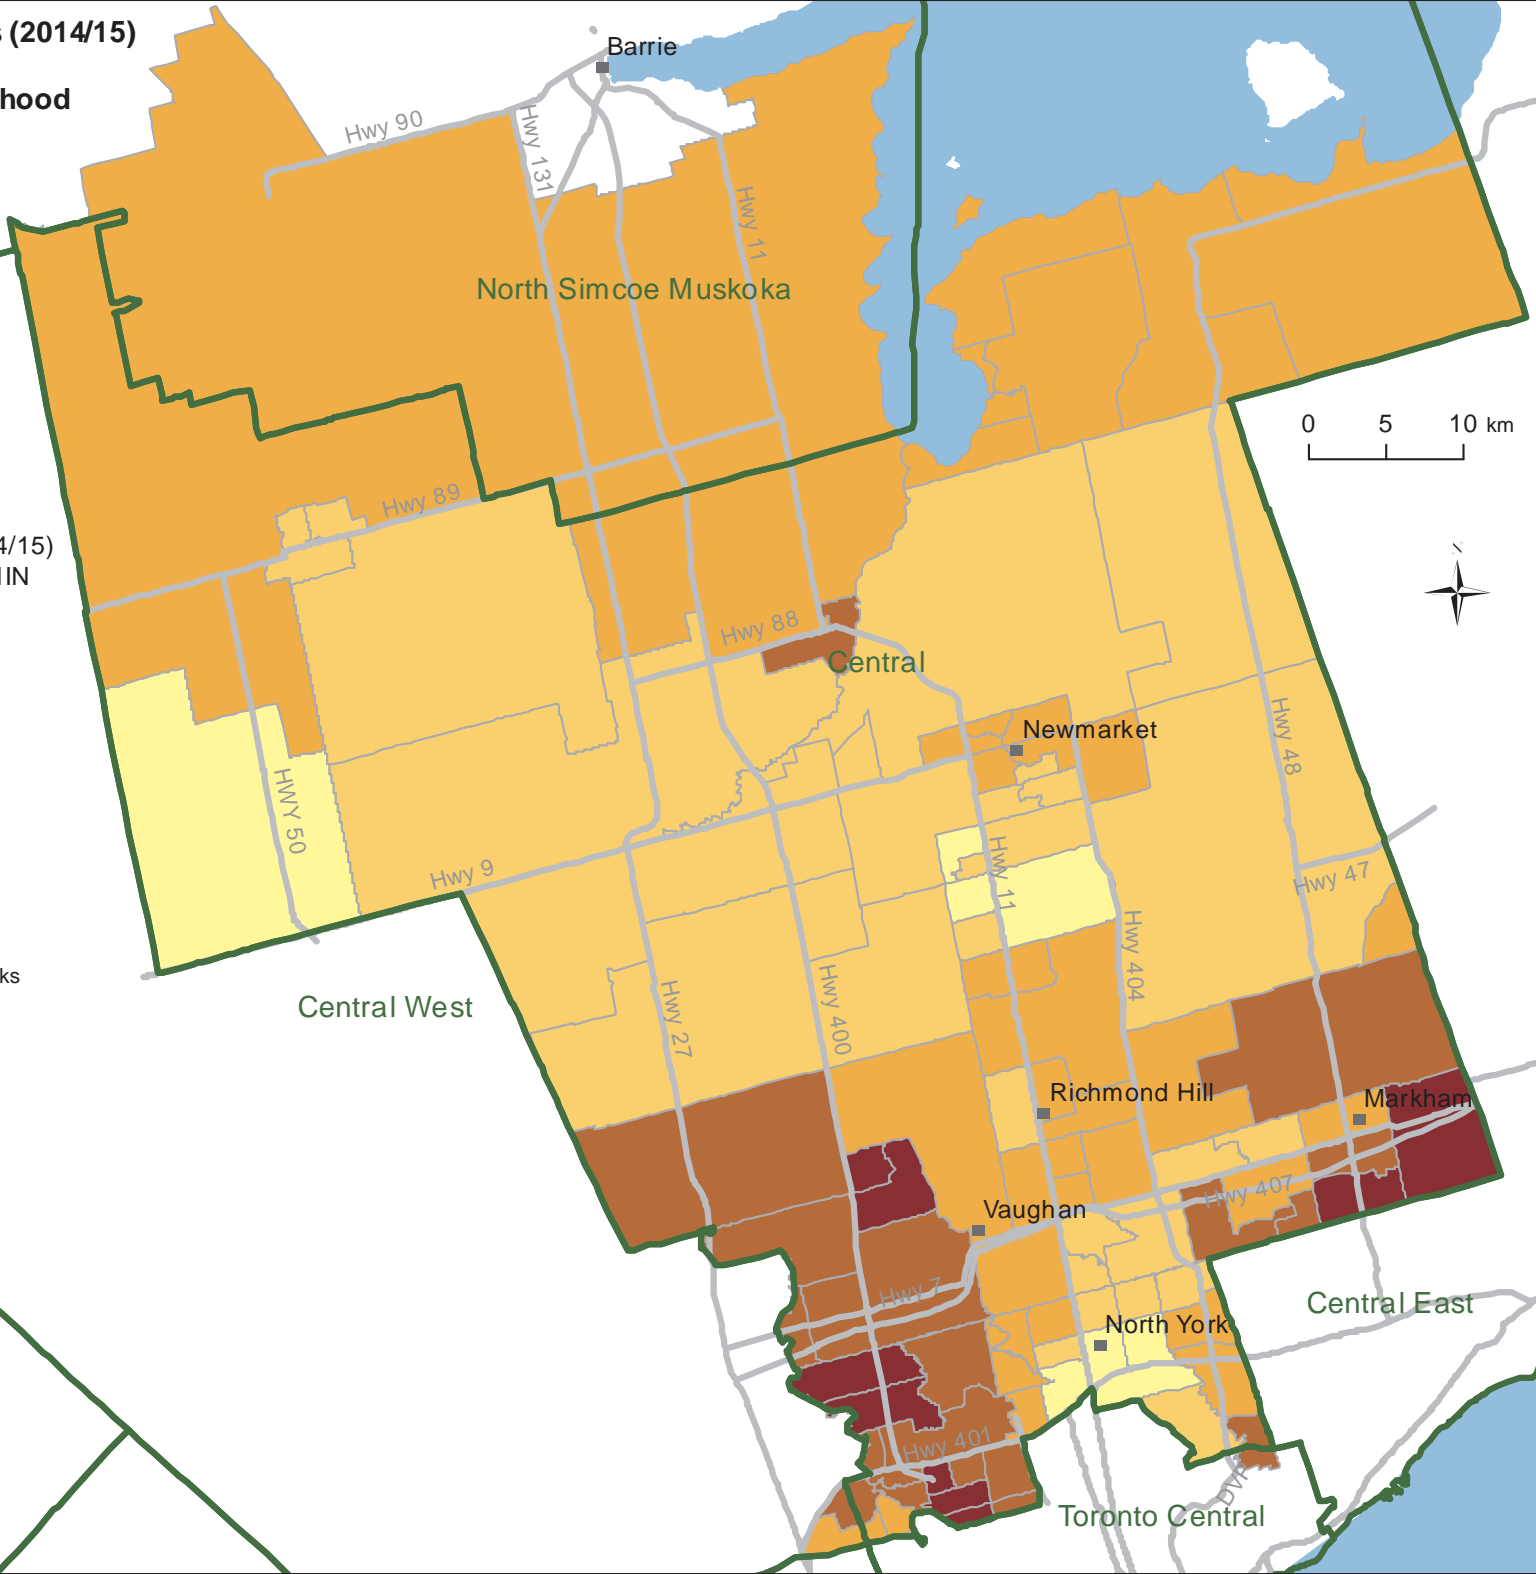 s (2014/15)
Barrie
hood
Hwy 90
Hwy 131
Hwy 11
North Simcoe Muskoka
0 5 10 km
Hwy 89
4/15)
N
IN
Hwy 88
Central
Newmarket
Hwy 48
HWY 50
Hwy 9
Hwy 11
Hwy 47
Hwy 404
ks
Central West
Hwy 27
Hwy 400
Richmond Hill
Markham
Hwy 407
Vaughan
Hwy 7
Central East
North York
Hwy 401
DVP
Toronto Central